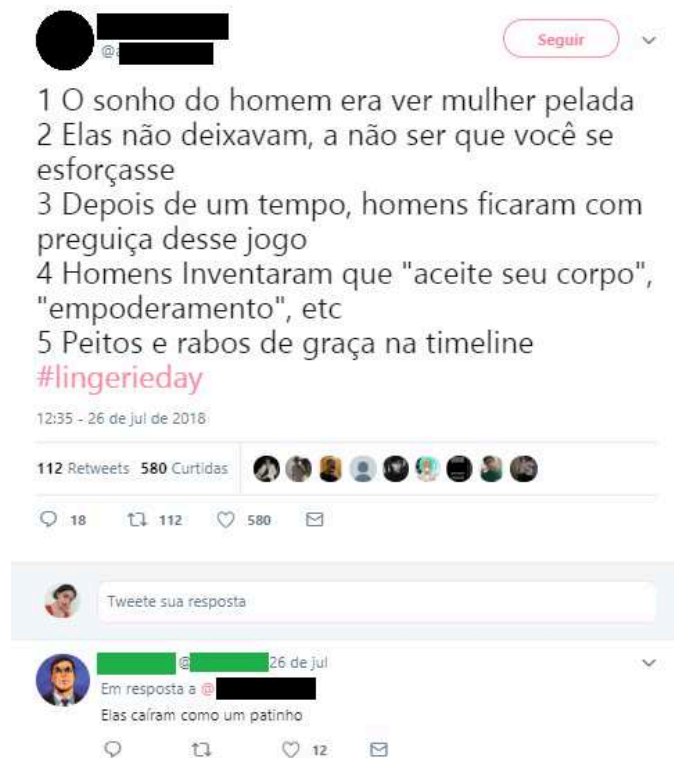 Seguir
@
1 O sonho do homem era ver mulher pelada
2 Elas não deixavam, a não ser que você se
esforçasse
3 Depois de um tempo, homens ficaram com
preguiça desse jogo
4 Homens Inventaram que "aceite seu corpo",
"empoderamento", etc
5 Peitos e rabos de graça na timeline
#lingerieday
12:35 - 26 de jul de 2018
112 Retweets 580 Curtidas
18 112 580
Tweete sua resposta
@ 26 de jul
Em resposta a @
Elas caíram como um patinho
12